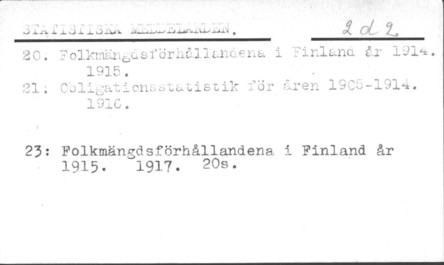 STATISTISKA MEDDELANDEN. 2 d 2.
20. Folkmängdsförhållandena i Finland år 1914.
1915.
21: Obligationsstatistik för åren 1905-1914.
1916.
23: Folkmängdsförhållandena i Finland år
1915. 1917. 20s.